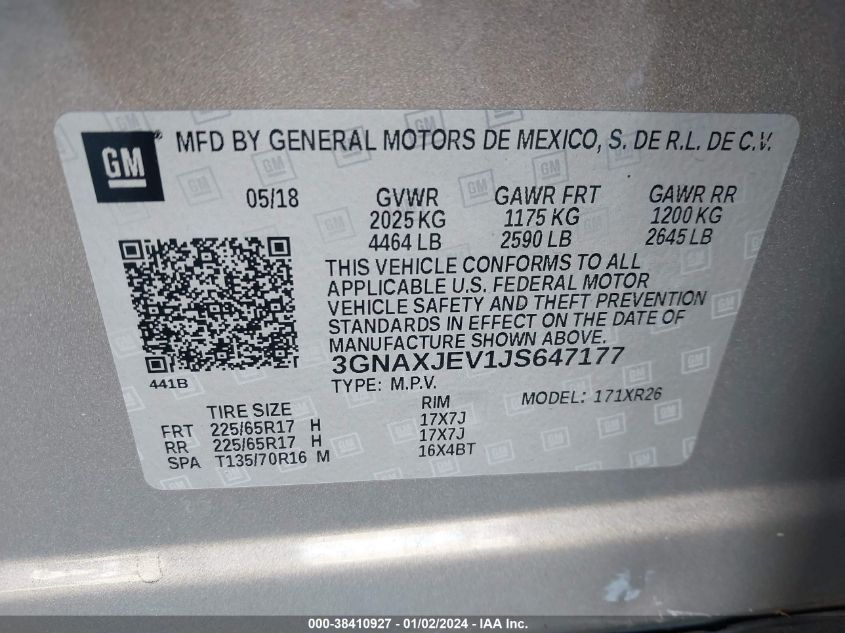 GM ® MFD BY GENERAL MOTORS DE MEXICO, S. DE R.L. DE C.V.
05/18 GVWR GAWR FRT GAWR RR
2025 KG 1175 KG 1200 KG
4464 LB 2590 LB 2645 LB
THIS VEHICLE CONFORMS TO ALL
APPLICABLE U.S. FEDERAL MOTOR
VEHICLE SAFETY AND THEFT PREVENTION
STANDARDS IN EFFECT ON THE DATE OF
MANUFACTURE SHOWN ABOVE.
3GNAXJEV1JS647177
441B TYPE: M.P.V. MODEL: 171XR26
TIRE SIZE RIM
FRT 225/65R17 H 17X7J
RR 225/65R17 H 17X7J
SPA T135/70R16 M 16X4BT
000-38410927 - 01/02/2024 - IAA Inc.